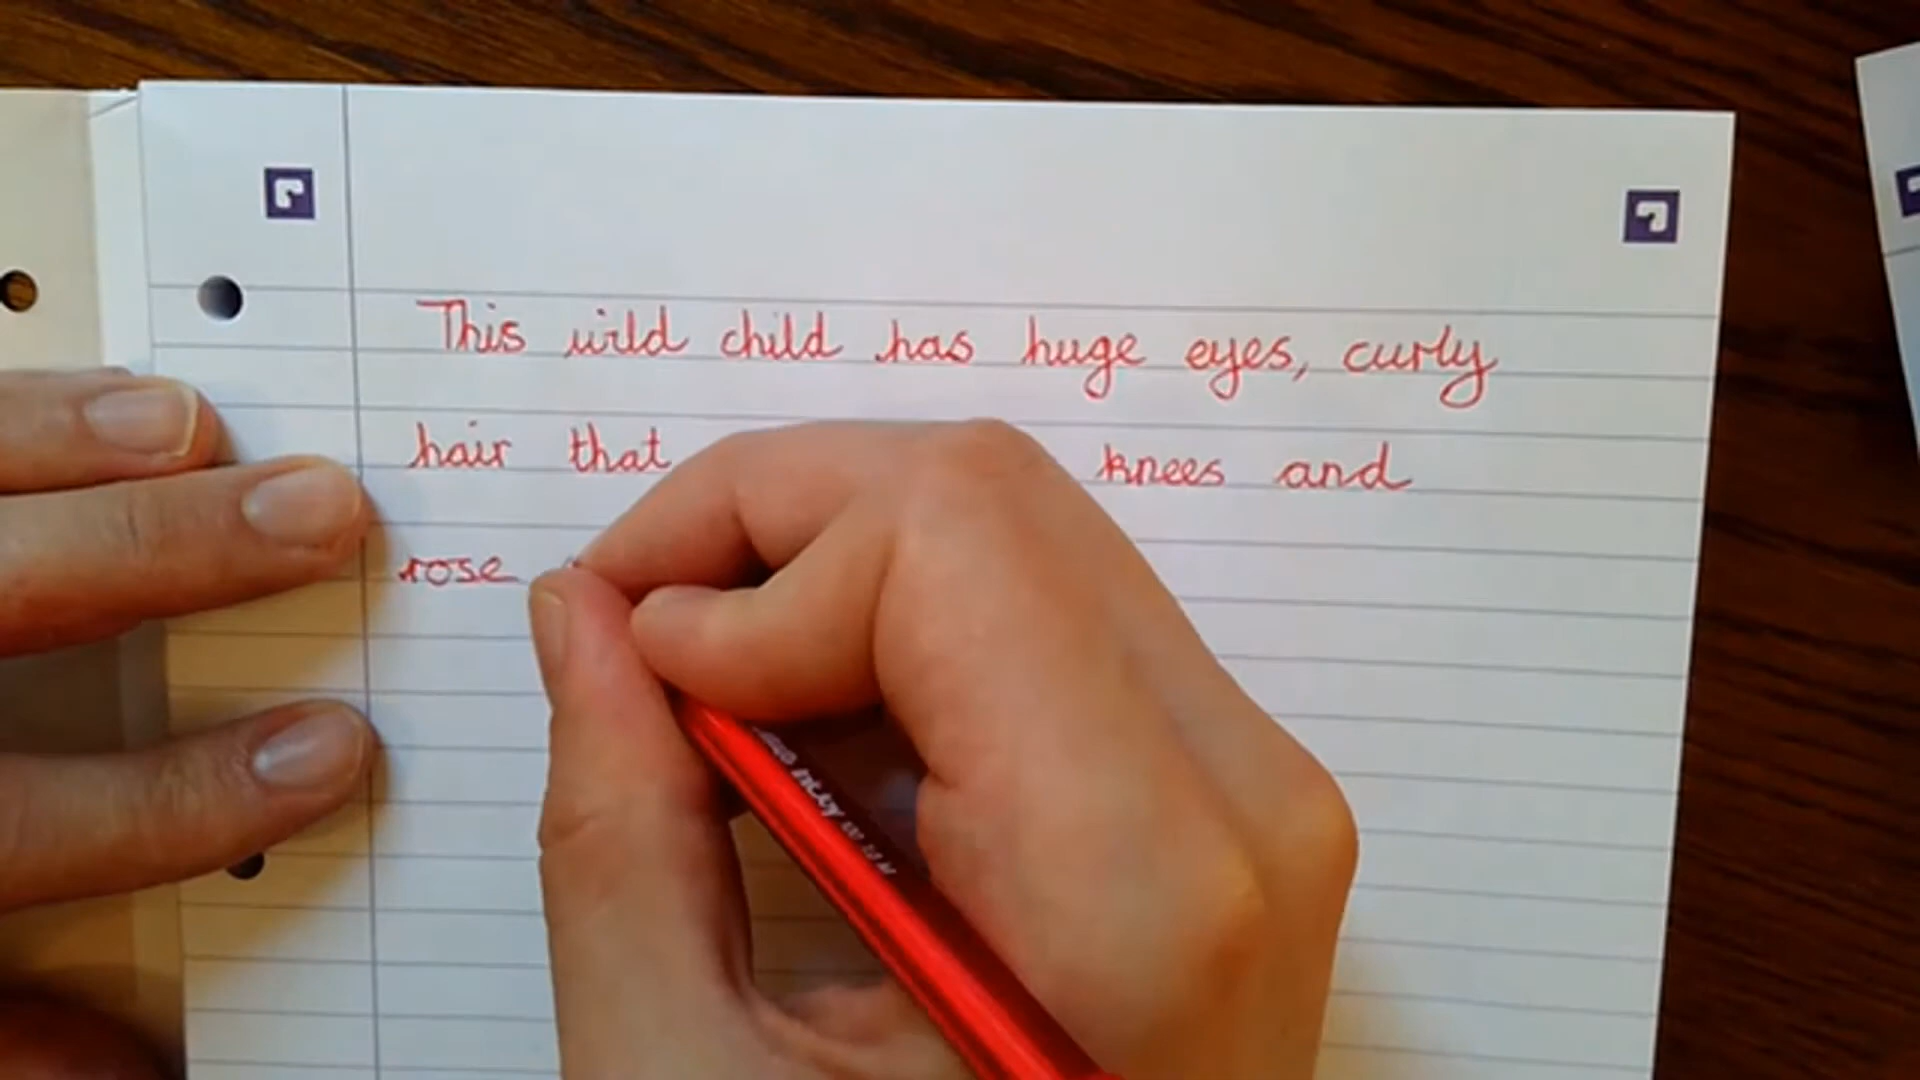 This wild child has huge eyes, curly
hair that knees and
rose